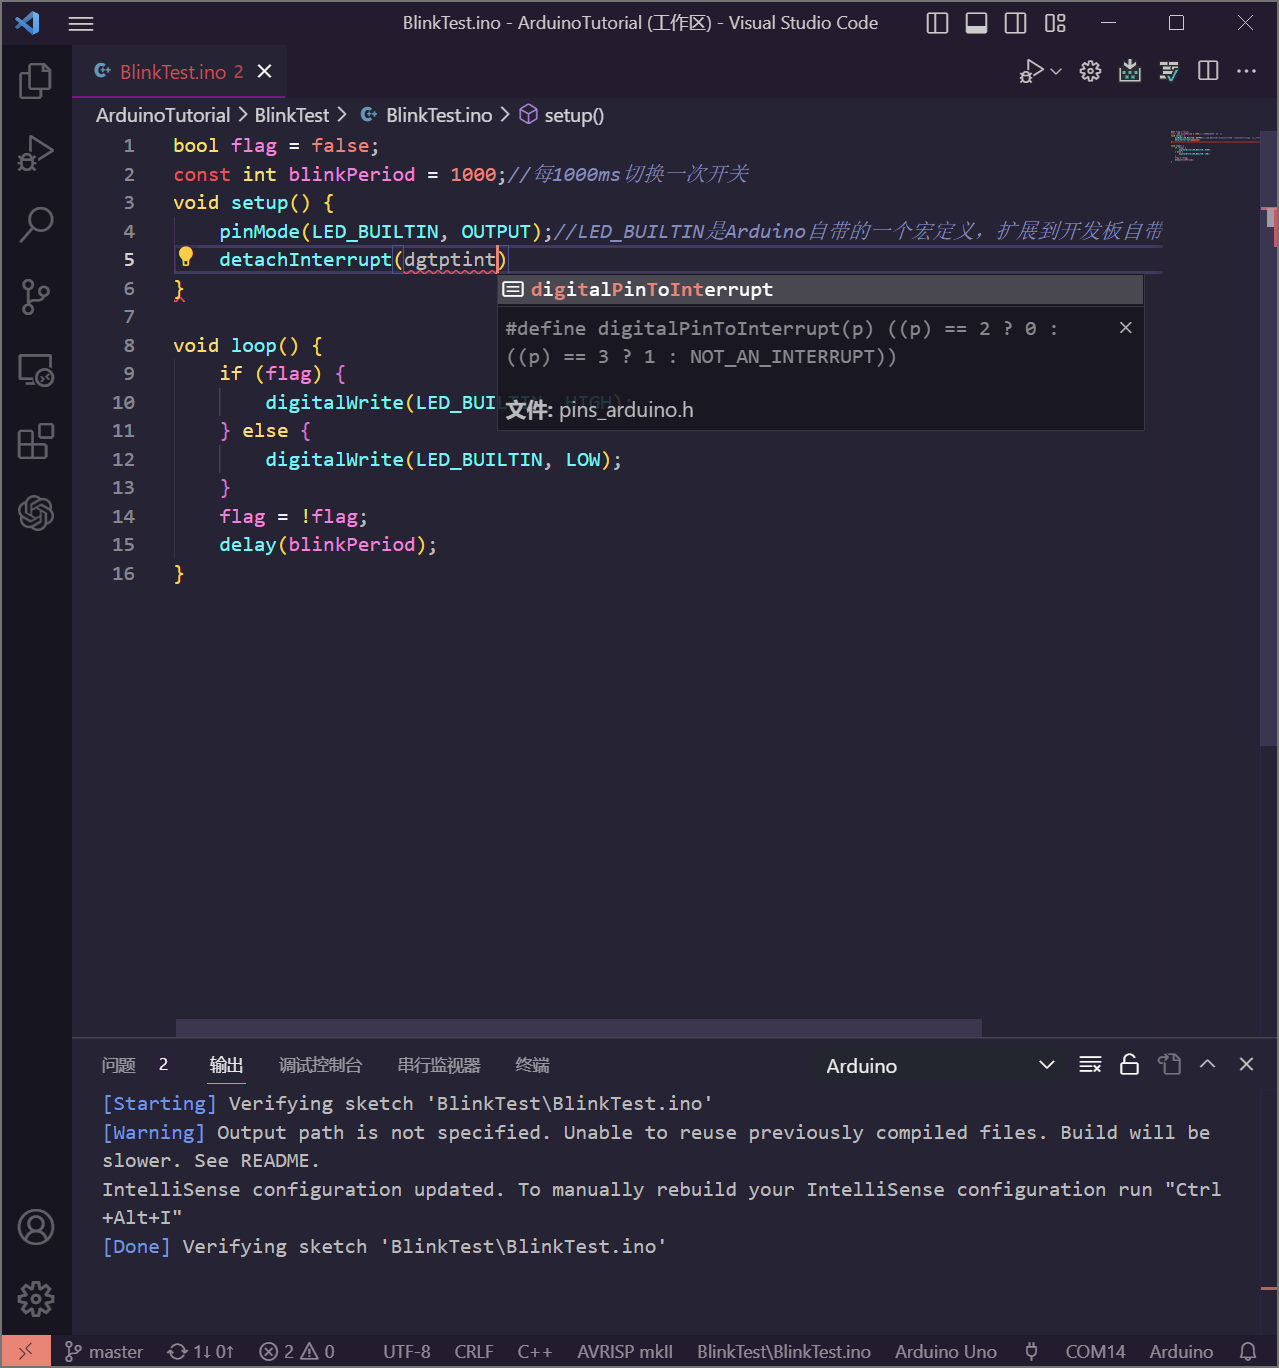 BlinkTest.ino - ArduinoTutorial (工作区) - Visual Studio Code
BlinkTest.ino 2
ArduinoTutorial > BlinkTest > BlinkTest.ino > setup()
1 bool flag = false;
2 const int blinkPeriod = 1000;//每1000ms切换一次开关
3 void setup() {
4 pinMode(LED_BUILTIN, OUTPUT);//LED_BUILTIN是Arduino自带的一个宏定义，扩展到开发板自带
5 detachInterrupt(dgtptint)
6 }
digitalPinToInterrupt
#define digitalPinToInterrupt(p) ((p) == 2 ? 0 :
((p) == 3 ? 1 : NOT_AN_INTERRUPT))
文件: pins_arduino.h
7
8 void loop() {
9 if (flag) {
10 digitalWrite(LED_BUILTIN, HIGH);
11 } else {
12 digitalWrite(LED_BUILTIN, LOW);
13 }
14 flag = !flag;
15 delay(blinkPeriod);
16 }
问题 2 输出 调试控制台 串行监视器 终端 Arduino
[Starting] Verifying sketch 'BlinkTest\BlinkTest.ino'
[Warning] Output path is not specified. Unable to reuse previously compiled files. Build will be
slower. See README.
IntelliSense configuration updated. To manually rebuild your IntelliSense configuration run "Ctrl
+Alt+I"
[Done] Verifying sketch 'BlinkTest\BlinkTest.ino'
master 1↓ 0↑ 2 0 UTF-8 CRLF C++ AVRISP mkII BlinkTest\BlinkTest.ino Arduino Uno COM14 Arduino